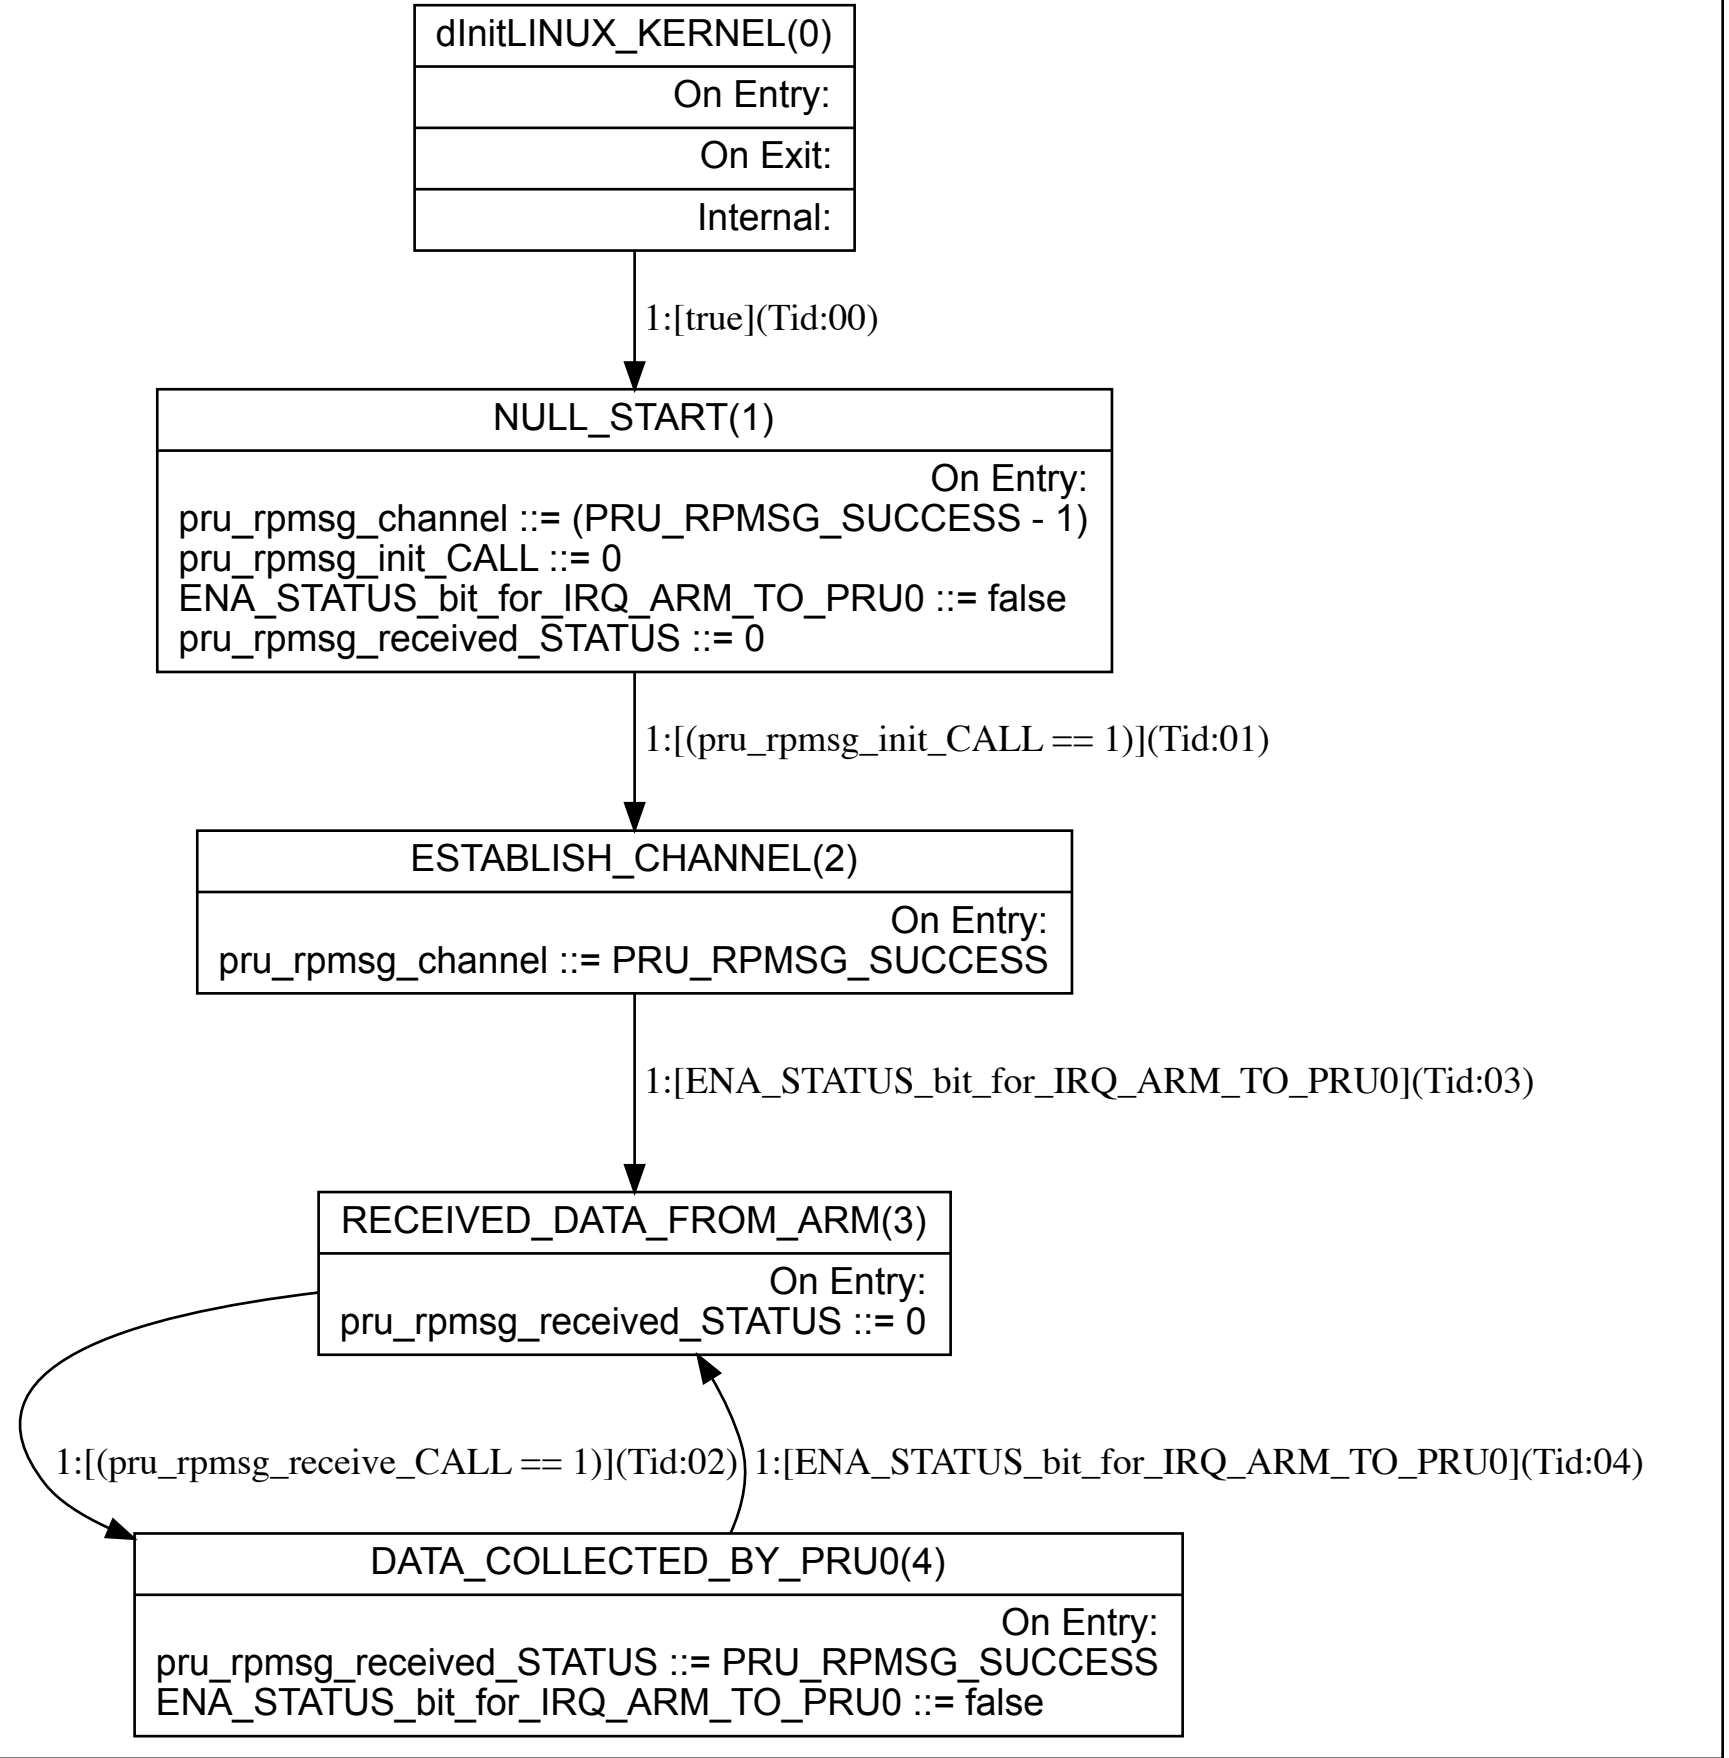 dInitLINUX_KERNEL(0)
On Entry:
On Exit:
Internal:
1:[true](Tid:00)
NULL_START(1)
On Entry:
pru_rpmsg_channel ::= (PRU_RPMSG_SUCCESS - 1)
pru_rpmsg_init_CALL ::= 0
ENA_STATUS_bit_for_IRQ_ARM_TO_PRU0 ::= false
pru_rpmsg_received_STATUS ::= 0
1:[(pru_rpmsg_init_CALL == 1)](Tid:01)
ESTABLISH_CHANNEL(2)
On Entry:
pru_rpmsg_channel ::= PRU_RPMSG_SUCCESS
1:[ENA_STATUS_bit_for_IRQ_ARM_TO_PRU0](Tid:03)
RECEIVED_DATA_FROM_ARM(3)
On Entry:
pru_rpmsg_received_STATUS ::= 0
1:[(pru_rpmsg_receive_CALL == 1)](Tid:02)
1:[ENA_STATUS_bit_for_IRQ_ARM_TO_PRU0](Tid:04)
DATA_COLLECTED_BY_PRU0(4)
On Entry:
pru_rpmsg_received_STATUS ::= PRU_RPMSG_SUCCESS
ENA_STATUS_bit_for_IRQ_ARM_TO_PRU0 ::= false